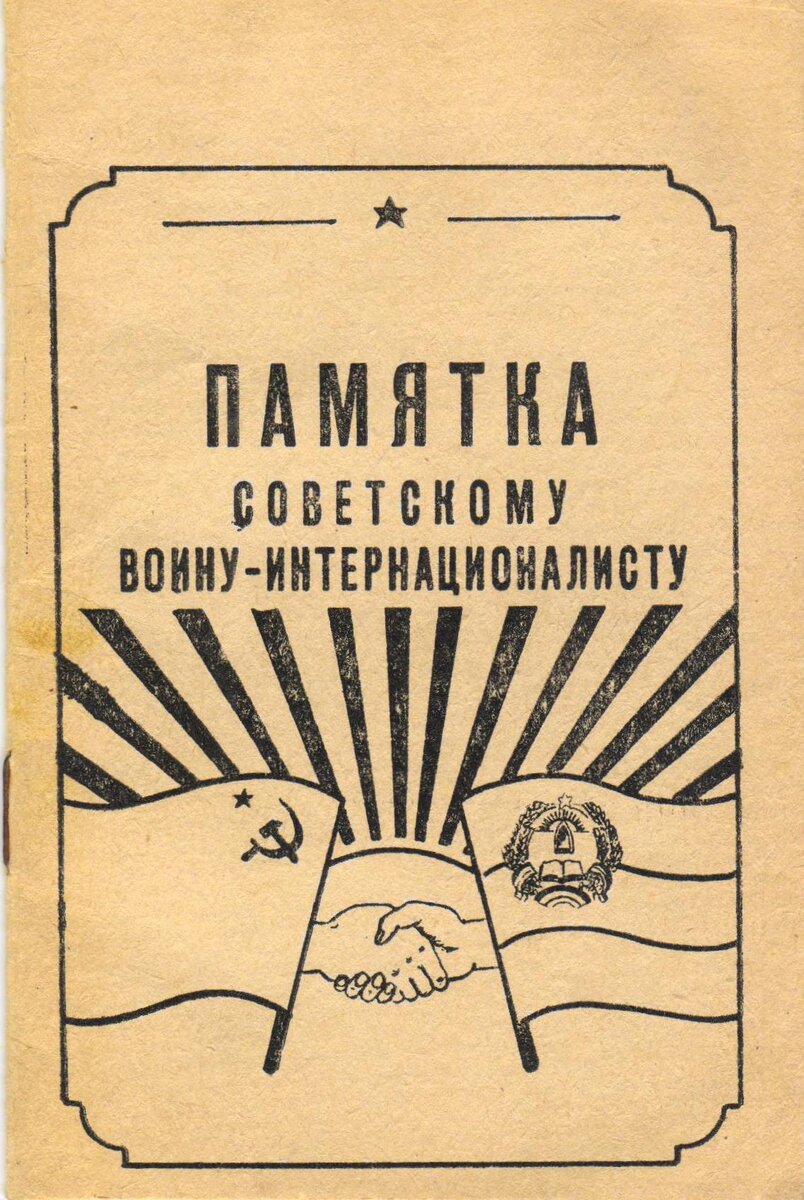 ПАМЯТКА
СОВЕТСКОМУ
ВОИНУ-ИНТЕРНАЦИОНАЛИСТУ